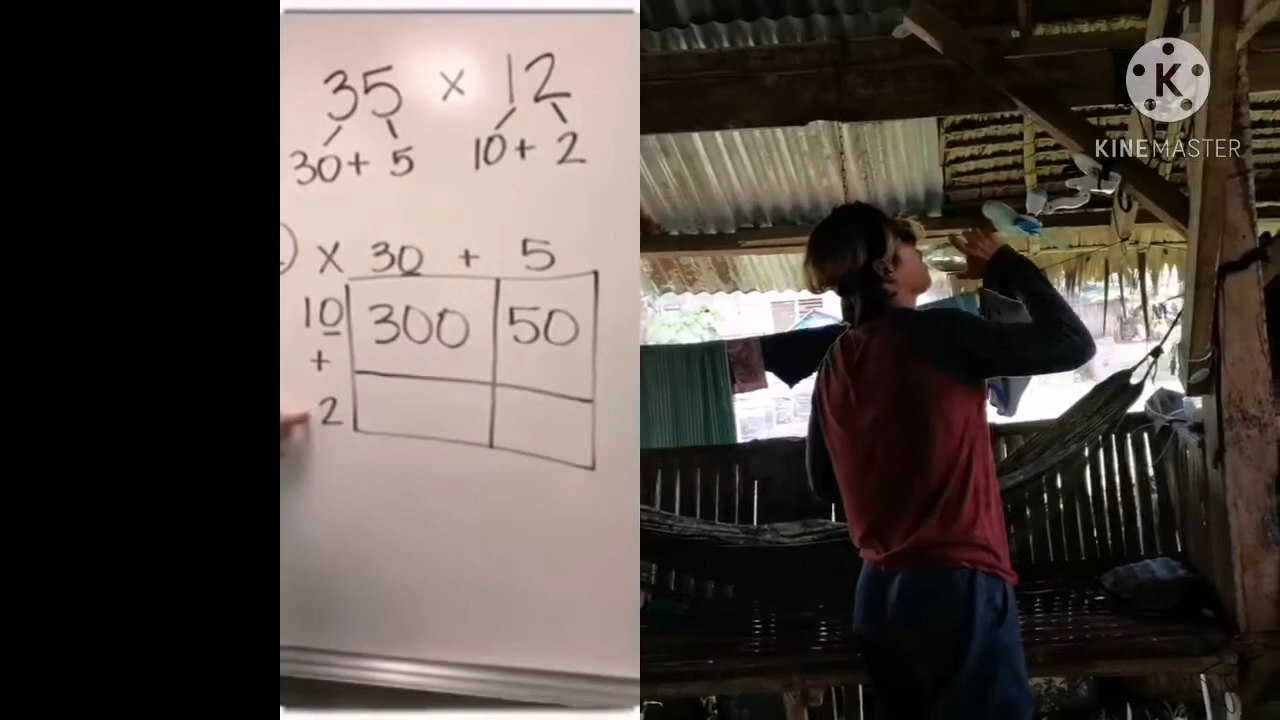 35 x 12
30+ 5 10+ 2
x 30 + 5
10 300 50
+
2
K
KINEMASTER